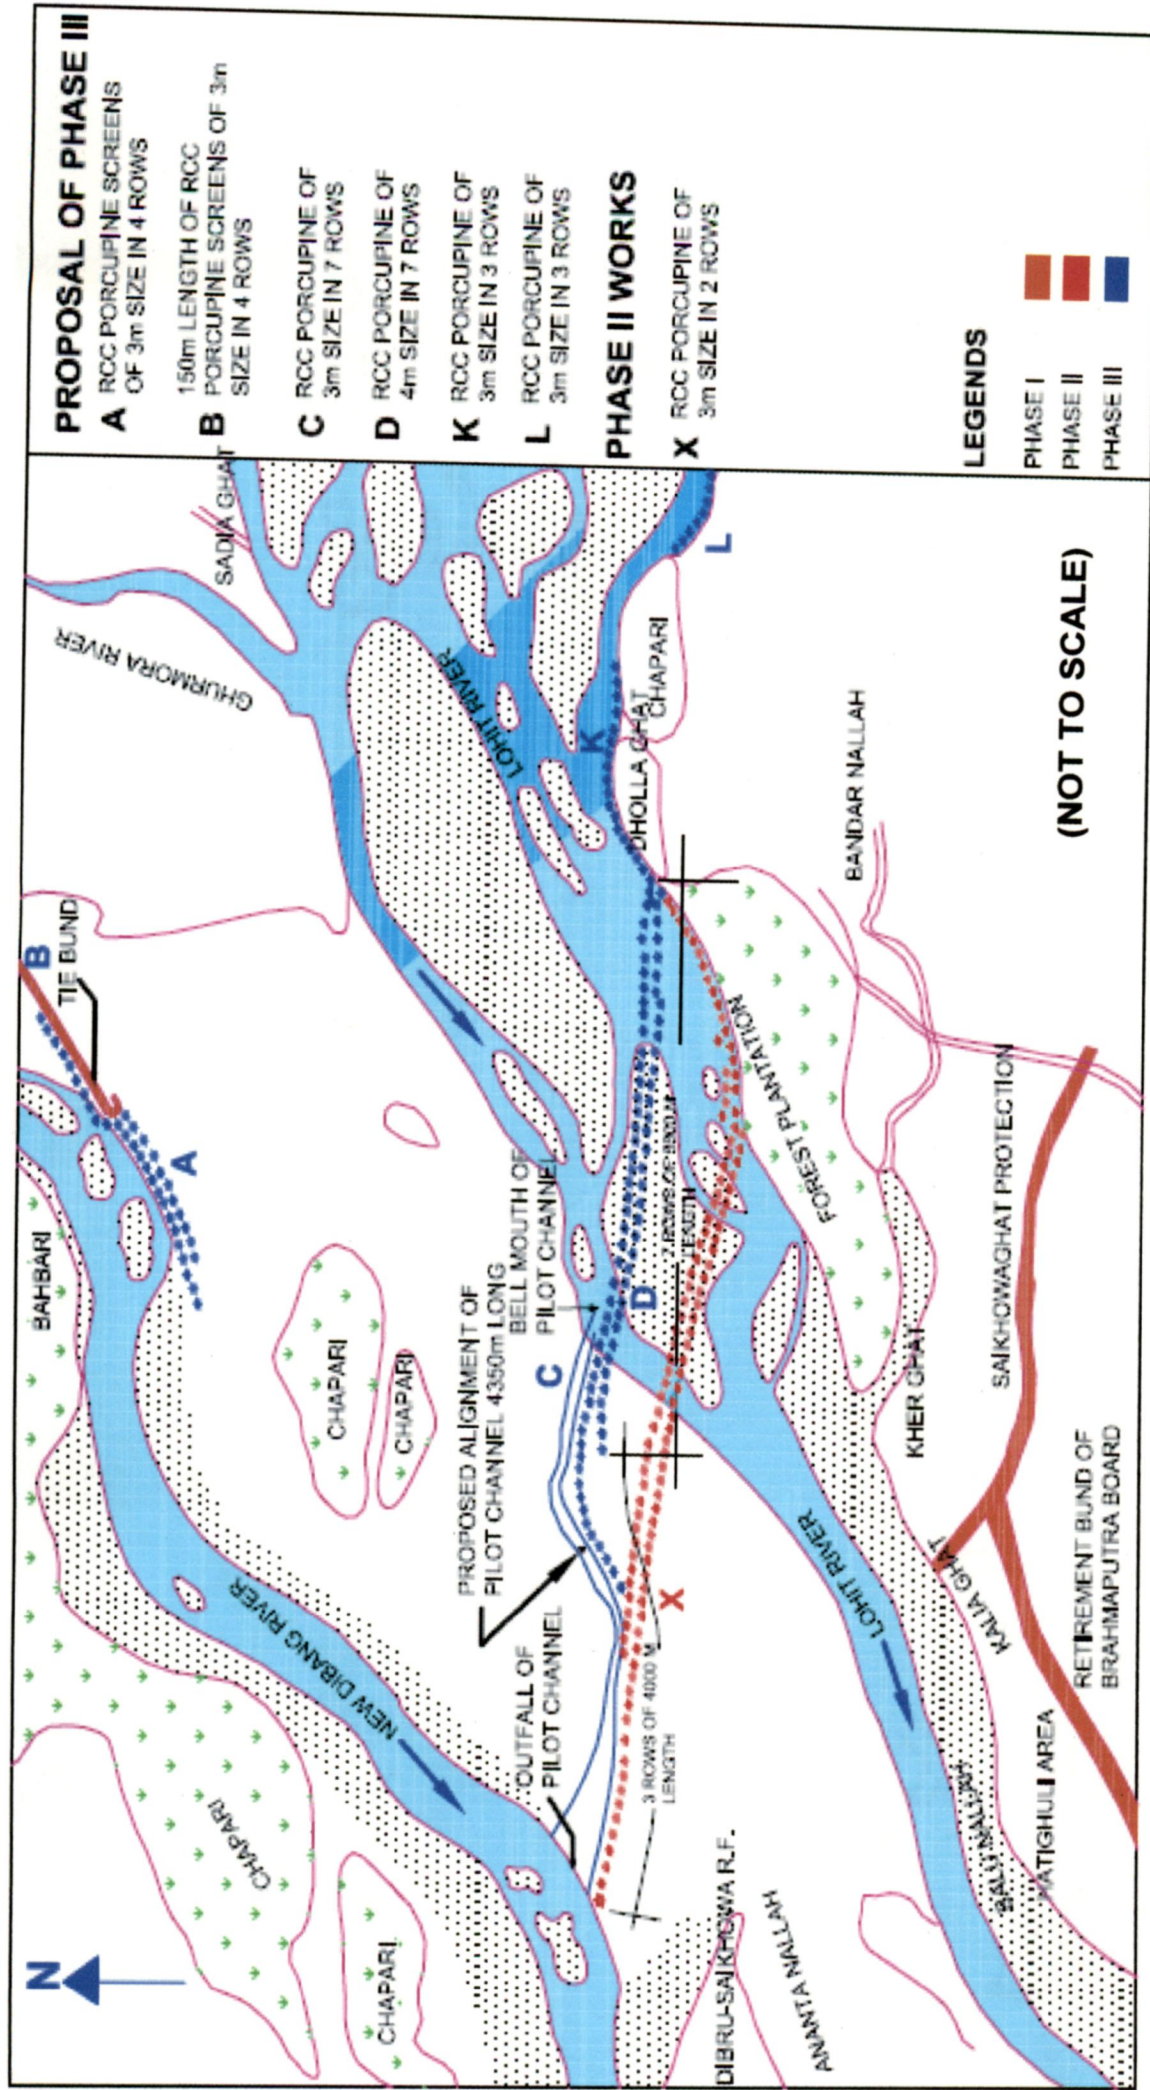 PROPOSAL OF PHASE III
A RCC PORCUPINE SCREENS
OF 3m SIZE IN 4 ROWS
150m LENGTH OF RCC
B PORCUPINE SCREENS OF 3m
SIZE IN 4 ROWS
C RCC PORCUPINE OF
3m SIZE IN 7 ROWS
D RCC PORCUPINE OF
4m SIZE IN 7 ROWS
K RCC PORCUPINE OF
3m SIZE IN 3 ROWS
L RCC PORCUPINE OF
3m SIZE IN 3 ROWS
PHASE II WORKS
X RCC PORCUPINE OF
3m SIZE IN 2 ROWS
LEGENDS
PHASE I
PHASE II
PHASE III
N
BAHBARI
B
TIE BUND
A
SADIA GHAT
GHURMORA RIVER
CHAPARI
CHAPARI
CHAPARI
CHAPARI
NEW DIBANG RIVER
LOHIT RIVER
PROPOSED ALIGNMENT OF
PILOT CHANNEL 4350m LONG
BELL MOUTH OF
PILOT CHANNEL
C
D
K
L
DHOLLA GHAT
CHAPARI
LENGTH
OUTFALL OF
PILOT CHANNEL
X
3 ROWS OF 4000 M
LENGTH
FOREST PLANTATION
BANDAR NALLAH
LOHIT RIVER
KHER GHAT
SAIKHOWAGHAT PROTECTION
(NOT TO SCALE)
DIBRU-SAIKHOWA R.F.
ANANTA NALLAH
KALIA GHAT
HATIGHULI AREA
RETIREMENT BUND OF
BRAHMAPUTRA BOARD